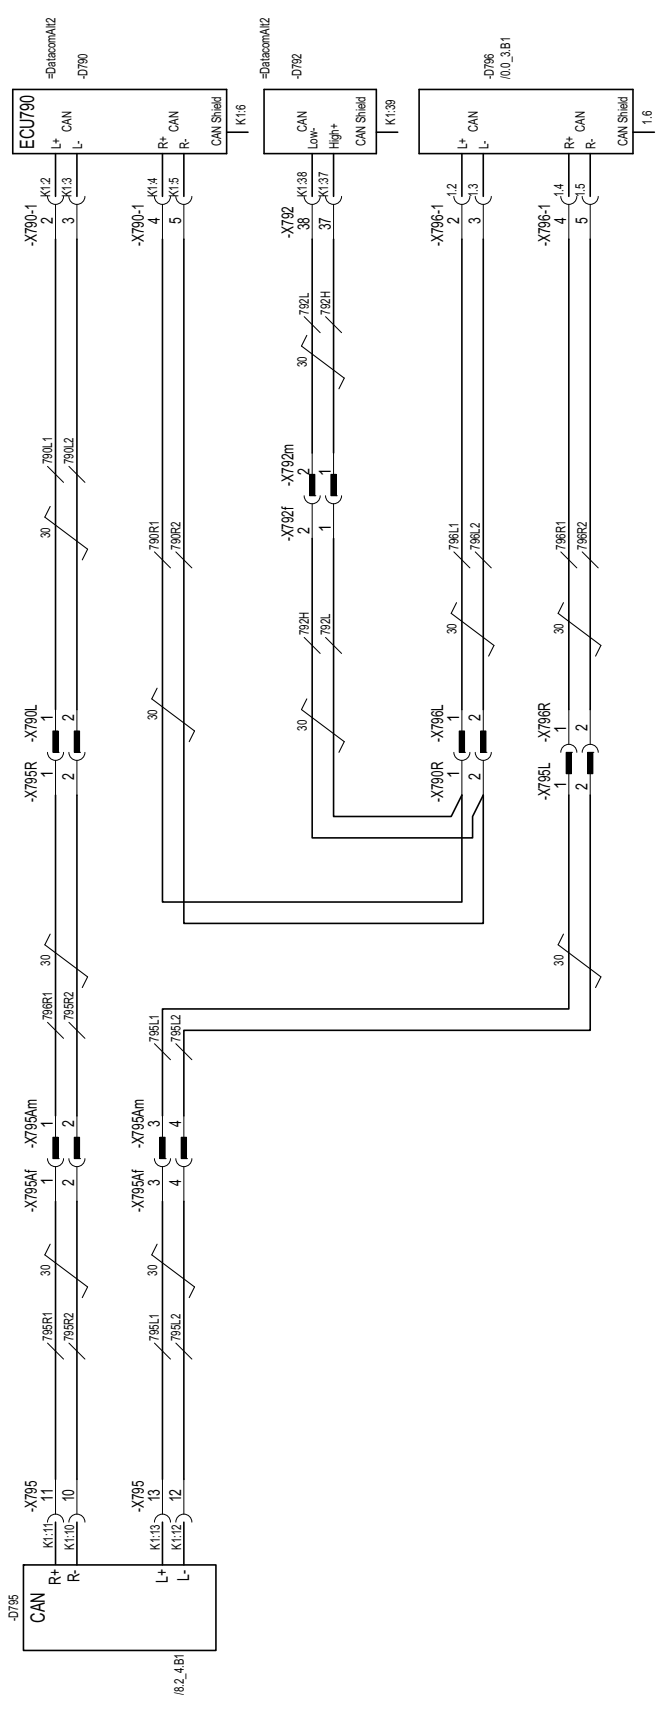 =DatacomAlt2
-D790
ECU790
L+
CAN
L-
R+
CAN
R-
CAN Shield
K1:6
K1:2
K1:3
K1:4
K1:5
-X790-1
2
3
-X790-1
4
5
=DatacomAlt2
-D792
CAN
Low-
High+
CAN Shield
K1:39
K1:38
K1:37
-X792
38
37
-D796
/0.0_3.B1
L+
CAN
L-
R+
CAN
R-
CAN Shield
1.6
1.2
1.3
1.4
1.5
-X796-1
2
3
-X796-1
4
5
792L
792H
30
790L1
790L2
30
-X792m
2
1
-X792f
2
1
790R1
790R2
30
792H
792L
30
796L1
796L2
30
796R1
796R2
30
-X790L
1
2
-X795R
1
2
-X796L
1
2
-X790R
1
2
-X796R
1
2
-X795L
1
2
30
796R1
795R2
795L1
795L2
30
-X795Am
1
2
-X795Af
1
2
-X795Am
3
4
-X795Af
3
4
30
795R1
795R2
30
795L1
795L2
-X795
11
10
-X795
13
12
K1:11
K1:10
K1:13
K1:12
-D795
CAN
R+
R-
L+
L-
/8.2_4.B1